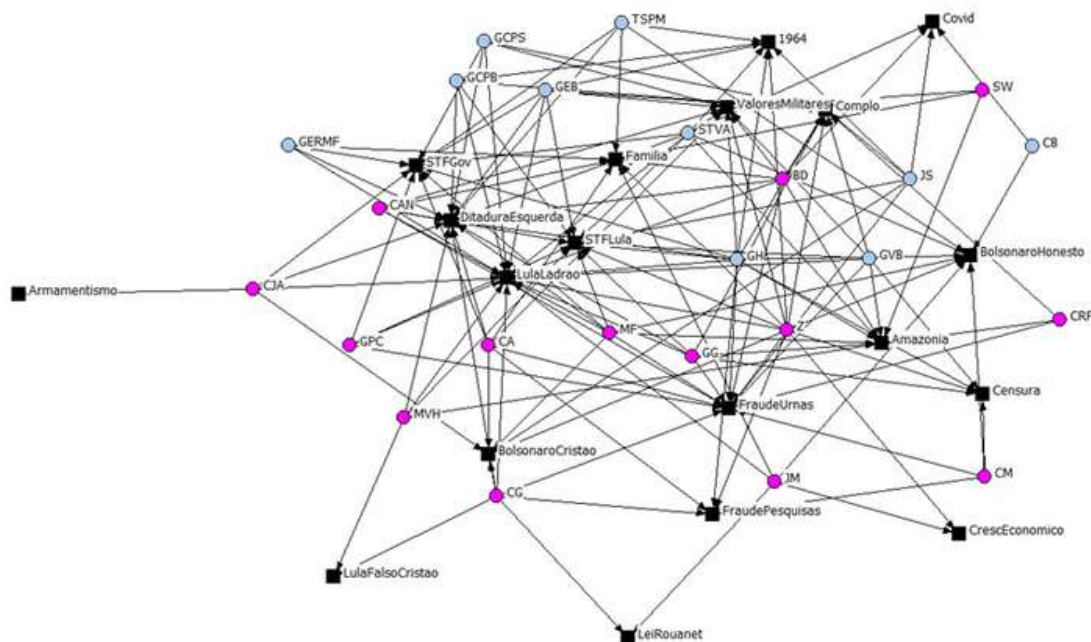 TSPM
Covid
GCPS
1964
GCPB
GEB
SW
ValoresMilitares
Complo
STVA
GERMF
CB
STFGov
Familia
BD
JS
CAN
DitaduraEsquerda
STFLula
GH
GVB
BolsonaroHonesto
LulaLadrao
CJA
Armamentismo
CRF
MF
Z
GPC
CA
GG
Amazonia
Censura
FraudeUrnas
MVH
BolsonaroCristao
CG
JM
CM
FraudePesquisas
CrescEconomico
LulaFalsoCristao
LeiRouanet